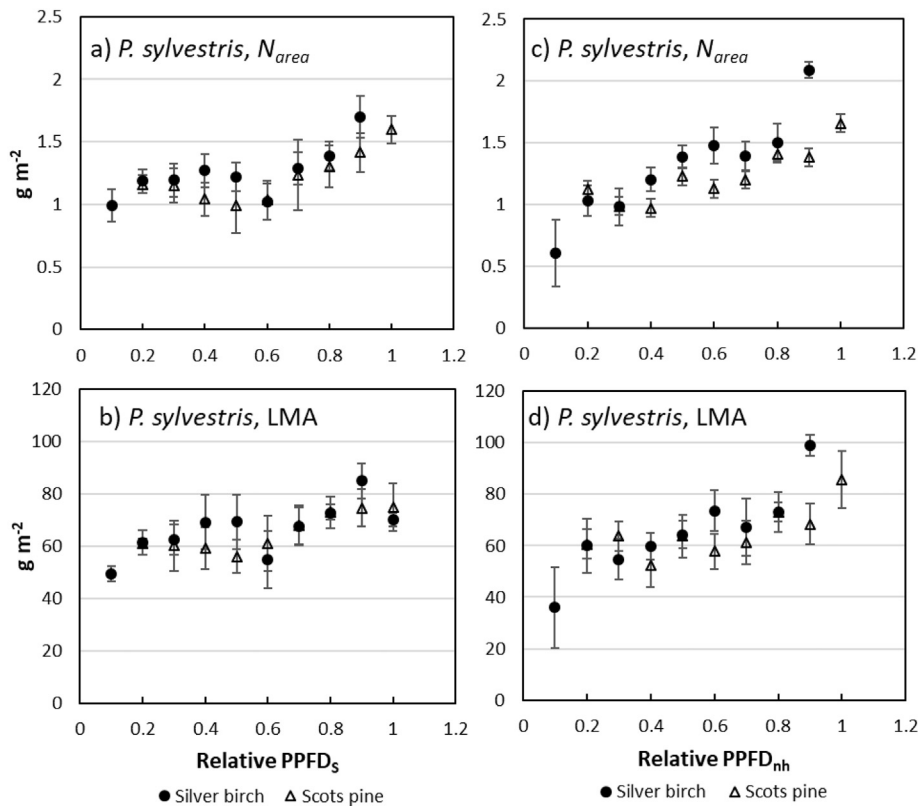 a) P. sylvestris, N_area
g m⁻²
2.5
2
1.5
1
0.5
0
0 0.2 0.4 0.6 0.8 1 1.2
c) P. sylvestris, N_area
2.5
2
1.5
1
0.5
0
0 0.2 0.4 0.6 0.8 1 1.2
b) P. sylvestris, LMA
g m⁻²
120
100
80
60
40
20
0
0 0.2 0.4 0.6 0.8 1 1.2
Relative PPFD_S
● Silver birch △ Scots pine
d) P. sylvestris, LMA
120
100
80
60
40
20
0
0 0.2 0.4 0.6 0.8 1 1.2
Relative PPFD_nh
● Silver birch △ Scots pine